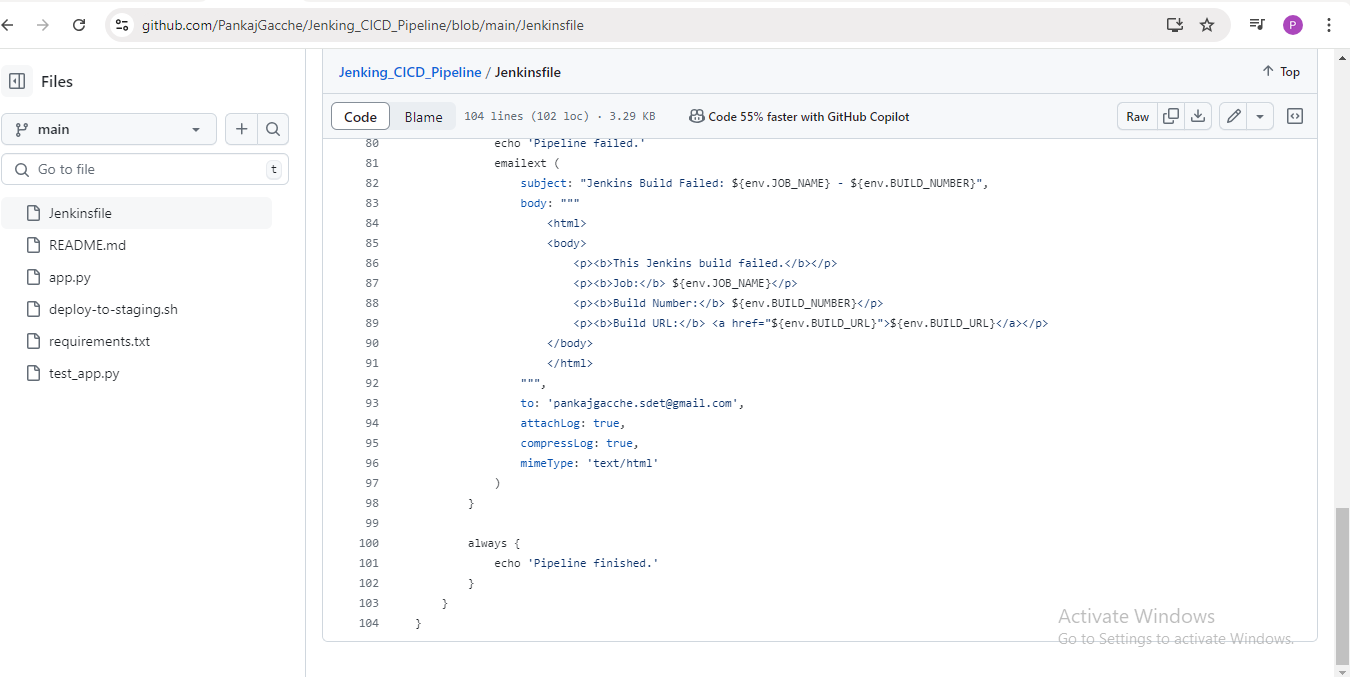 github.com/PankajGacche/Jenking_CICD_Pipeline/blob/main/Jenkinsfile
P
Files
main
Go to file
t
Jenkinsfile
README.md
app.py
deploy-to-staging.sh
requirements.txt
test_app.py
Jenking_CICD_Pipeline / Jenkinsfile
Top
Code Blame 104 lines (102 loc) · 3.29 KB Code 55% faster with GitHub Copilot
Raw
80 echo 'Pipeline failed.'
81 emailext (
82 subject: "Jenkins Build Failed: ${env.JOB_NAME} - ${env.BUILD_NUMBER}",
83 body: """
84 <html>
85 <body>
86 <p><b>This Jenkins build failed.</b></p>
87 <p><b>Job:</b> ${env.JOB_NAME}</p>
88 <p><b>Build Number:</b> ${env.BUILD_NUMBER}</p>
89 <p><b>Build URL:</b> <a href="${env.BUILD_URL}">${env.BUILD_URL}</a></p>
90 </body>
91 </html>
92 """,
93 to: 'pankajgacche.sdet@gmail.com',
94 attachLog: true,
95 compressLog: true,
96 mimeType: 'text/html'
97 )
98 }
99
100 always {
101 echo 'Pipeline finished.'
102 }
103 }
104 }
Activate Windows
Go to Settings to activate Windows.